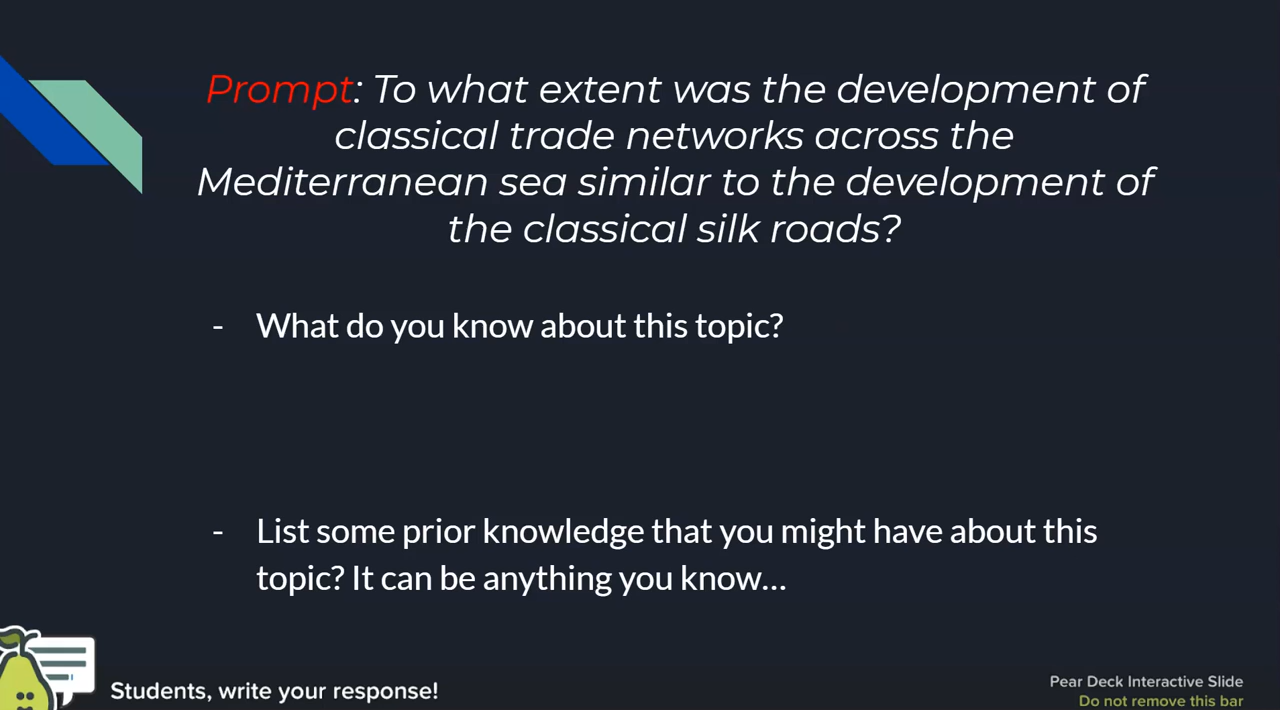 Prompt: To what extent was the development of
classical trade networks across the
Mediterranean sea similar to the development of
the classical silk roads?
- What do you know about this topic?
- List some prior knowledge that you might have about this
topic? It can be anything you know...
Students, write your response!
Pear Deck Interactive Slide
Do not remove this bar